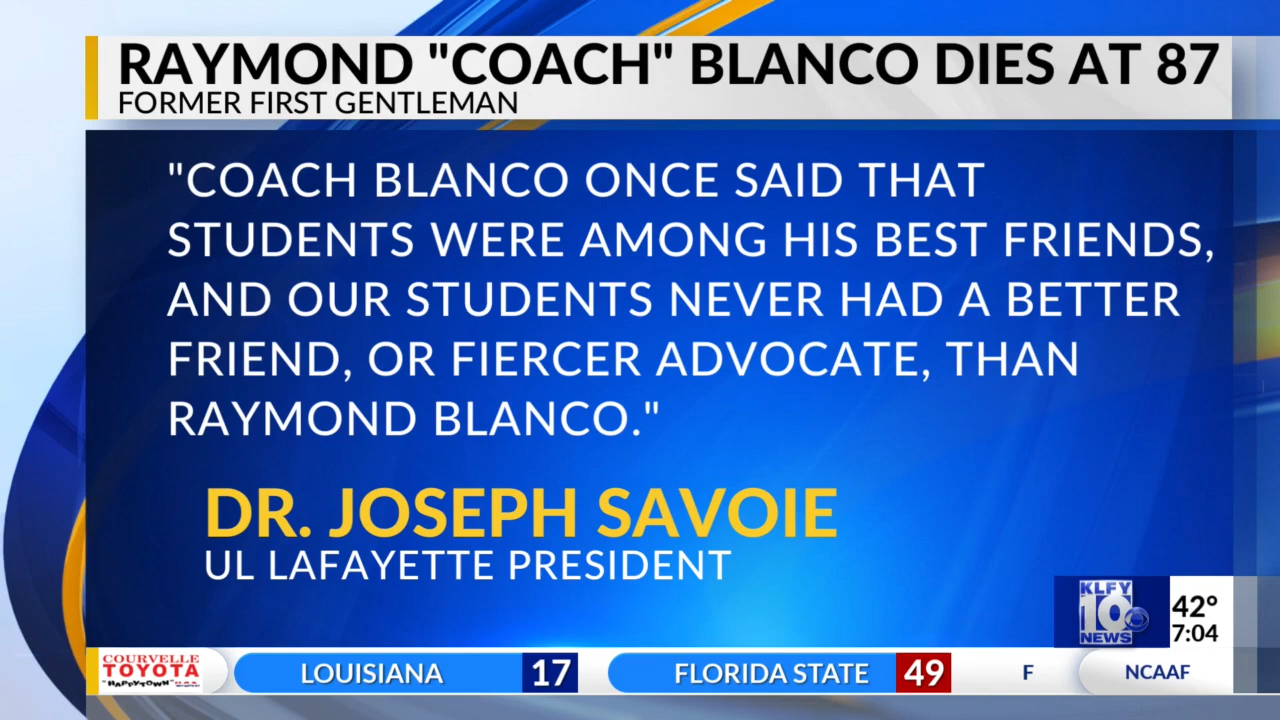 RAYMOND "COACH" BLANCO DIES AT 87
FORMER FIRST GENTLEMAN
"COACH BLANCO ONCE SAID THAT
STUDENTS WERE AMONG HIS BEST FRIENDS,
AND OUR STUDENTS NEVER HAD A BETTER
FRIEND, OR FIERCER ADVOCATE, THAN
RAYMOND BLANCO."
DR. JOSEPH SAVOIE
UL LAFAYETTE PRESIDENT
KLFY
10
NEWS
42°
7:04
COURVELLE
TOYOTA
"HAPPYTOWN" U.S.A.
LOUISIANA 17 FLORIDA STATE 49 F NCAAF